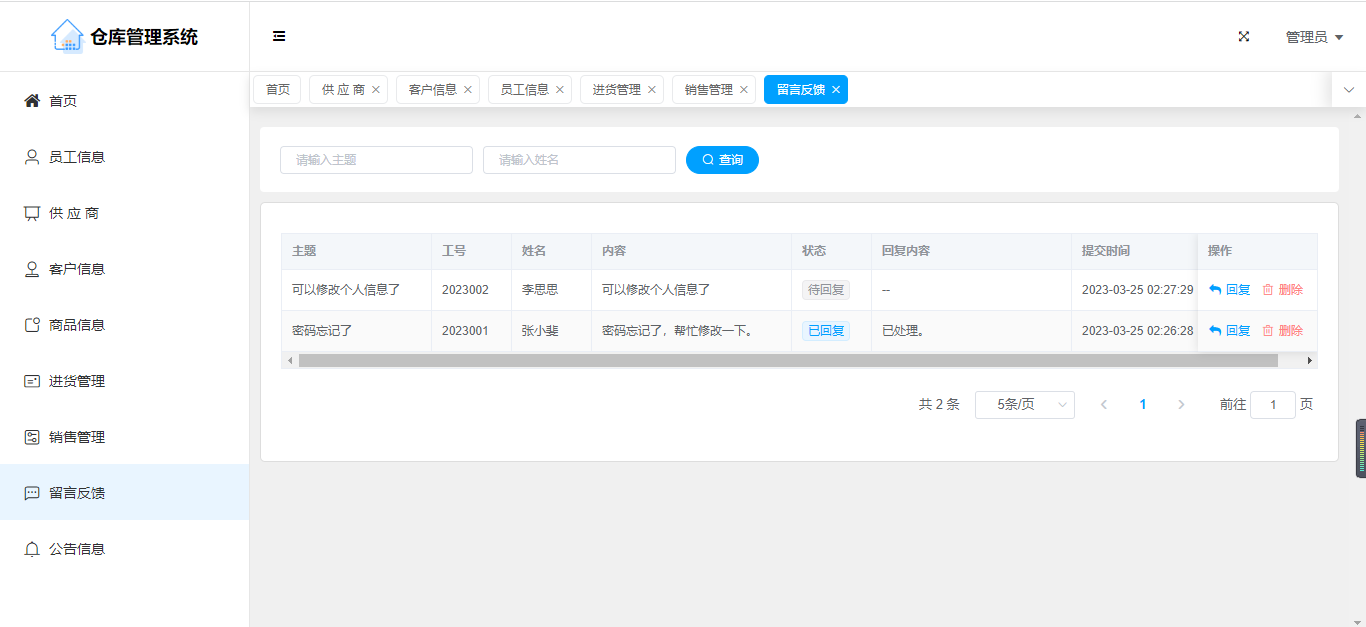 仓库管理系统
管理员
首页
供 应 商
客户信息
员工信息
进货管理
销售管理
留言反馈
首页
员工信息
供 应 商
客户信息
商品信息
进货管理
销售管理
留言反馈
公告信息
请输入主题 请输入姓名 查询
主题 工号 姓名 内容 状态 回复内容 提交时间 操作
可以修改个人信息了 2023002 李思思 可以修改个人信息了 待回复 -- 2023-03-25 02:27:29 回复 删除
密码忘记了 2023001 张小斐 密码忘记了，帮忙修改一下。 已回复 已处理。 2023-03-25 02:26:28 回复 删除
共 2 条 5条/页 1 前往 1 页